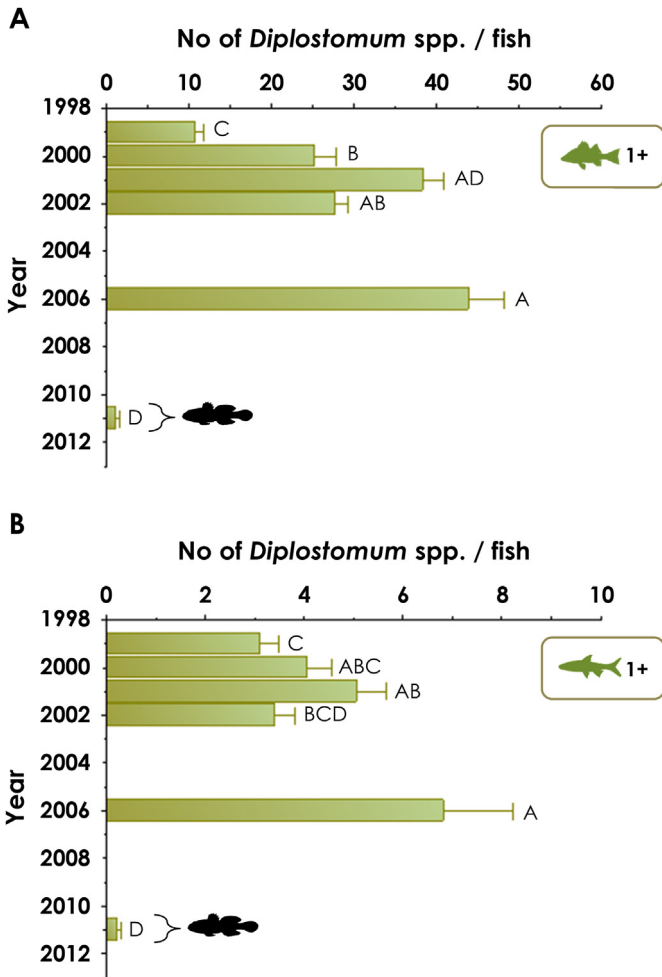 A
No of Diplostomum spp. / fish
0 10 20 30 40 50 60
1998
C
1+
2000
B
AD
2002
AB
2004
Year
2006
A
2008
2010
D
2012
B
No of Diplostomum spp. / fish
0 2 4 6 8 10
1998
C
1+
2000
ABC
AB
2002
BCD
2004
Year
2006
A
2008
2010
D
2012